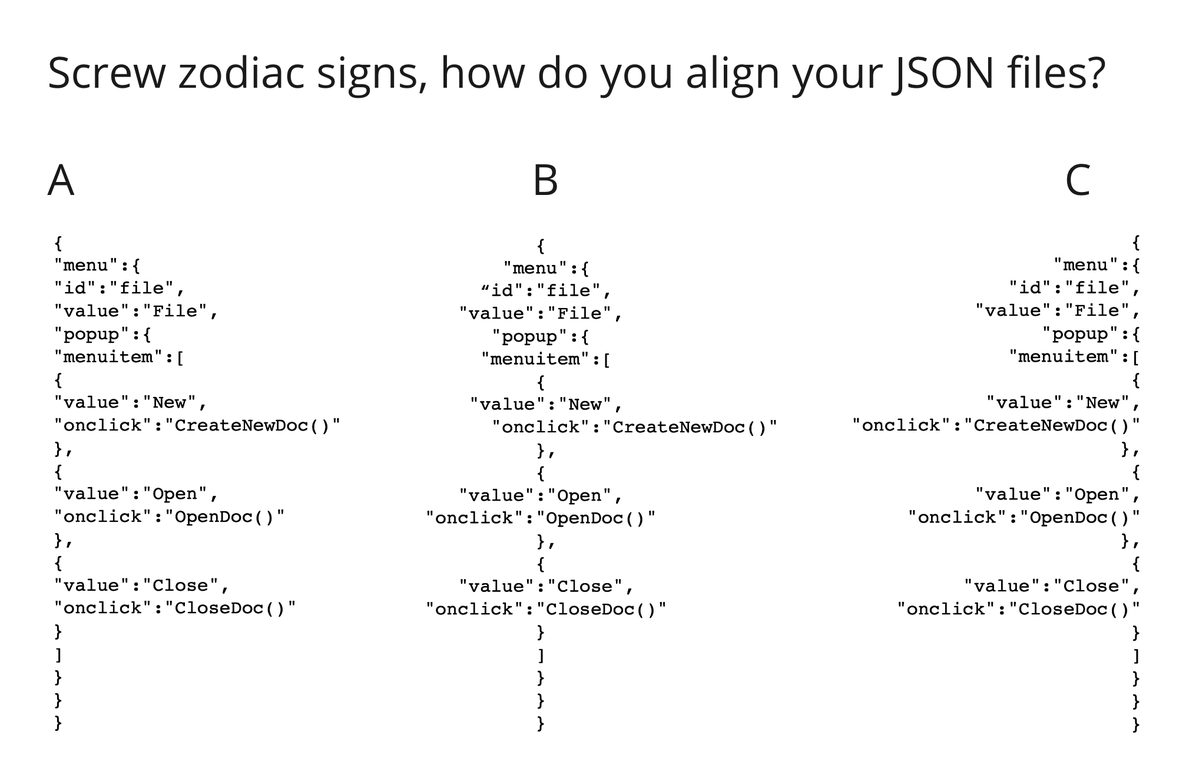 Screw zodiac signs, how do you align your JSON files?
A
{
"menu":{
"id":"file",
"value":"File",
"popup":{
"menuitem":[
{
"value":"New",
"onclick":"CreateNewDoc()"
},
{
"value":"Open",
"onclick":"OpenDoc()"
},
{
"value":"Close",
"onclick":"CloseDoc()"
}
]
}
}
}
B
{
"menu":{
“id":"file",
"value":"File",
"popup":{
"menuitem":[
{
"value":"New",
"onclick":"CreateNewDoc()"
},
{
"value":"Open",
"onclick":"OpenDoc()"
},
{
"value":"Close",
"onclick":"CloseDoc()"
}
]
}
}
}
C
{
"menu":{
"id":"file",
"value":"File",
"popup":{
"menuitem":[
{
"value":"New",
"onclick":"CreateNewDoc()"
},
{
"value":"Open",
"onclick":"OpenDoc()"
},
{
"value":"Close",
"onclick":"CloseDoc()"
}
]
}
}
}